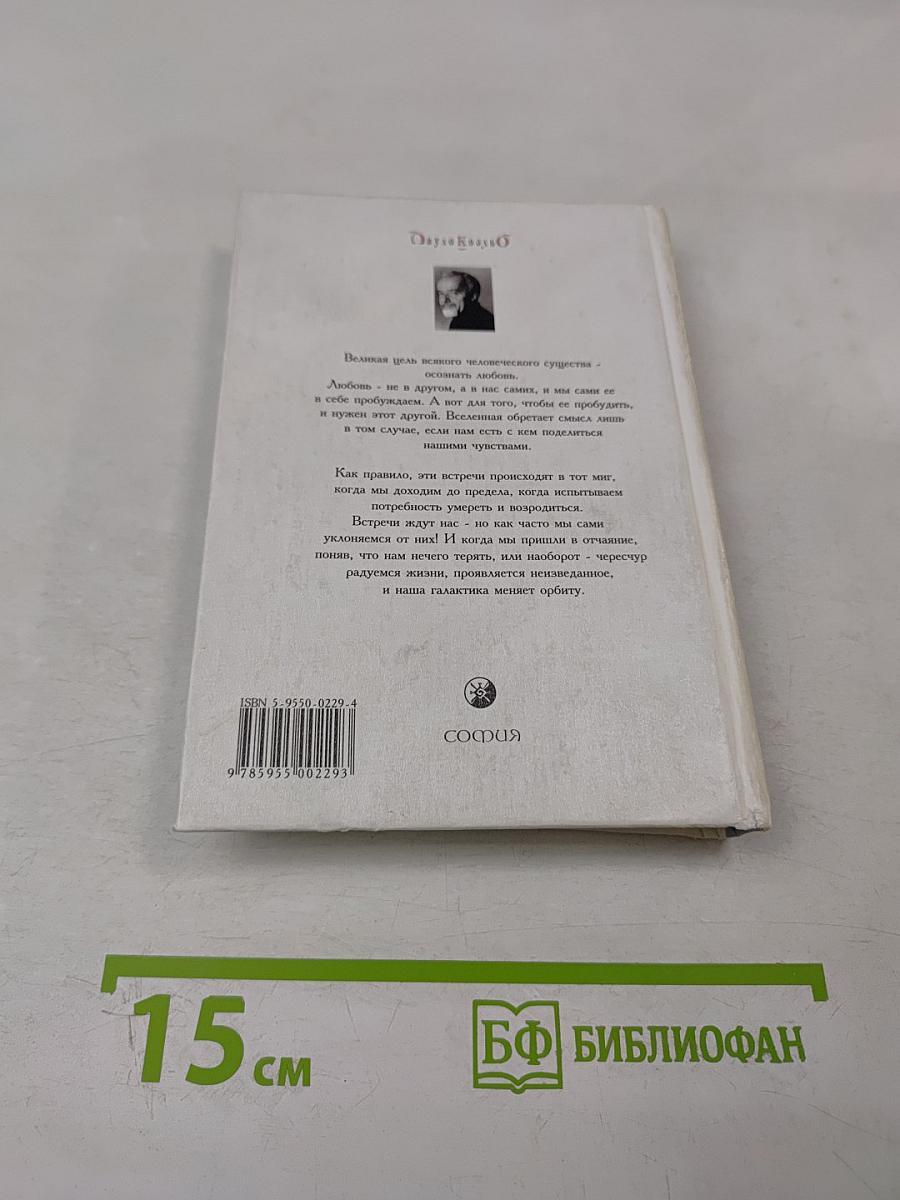 Пауло Коэльо
Великая цель всякого человеческого существа -
осознать любовь.
Любовь - не в другом, а в нас самих, и мы сами ее
в себе пробуждаем. А вот для того, чтобы ее пробудить,
и нужен этот другой. Вселенная обретает смысл лишь
в том случае, если нам есть с кем поделиться
нашими чувствами.
Как правило, эти встречи происходят в тот миг,
когда мы доходим до предела, когда испытываем
потребность умереть и возродиться.
Встречи ждут нас - но как часто мы сами
уклоняемся от них! И когда мы пришли в отчаяние,
поняв, что нам нечего терять, или наоборот - чересчур
радуемся жизни, проявляется неизведанное,
и наша галактика меняет орбиту.
ISBN 5-9550-0229-4
9 785955 002293
СОФИЯ
15 см
БФ БИБЛИОФАН